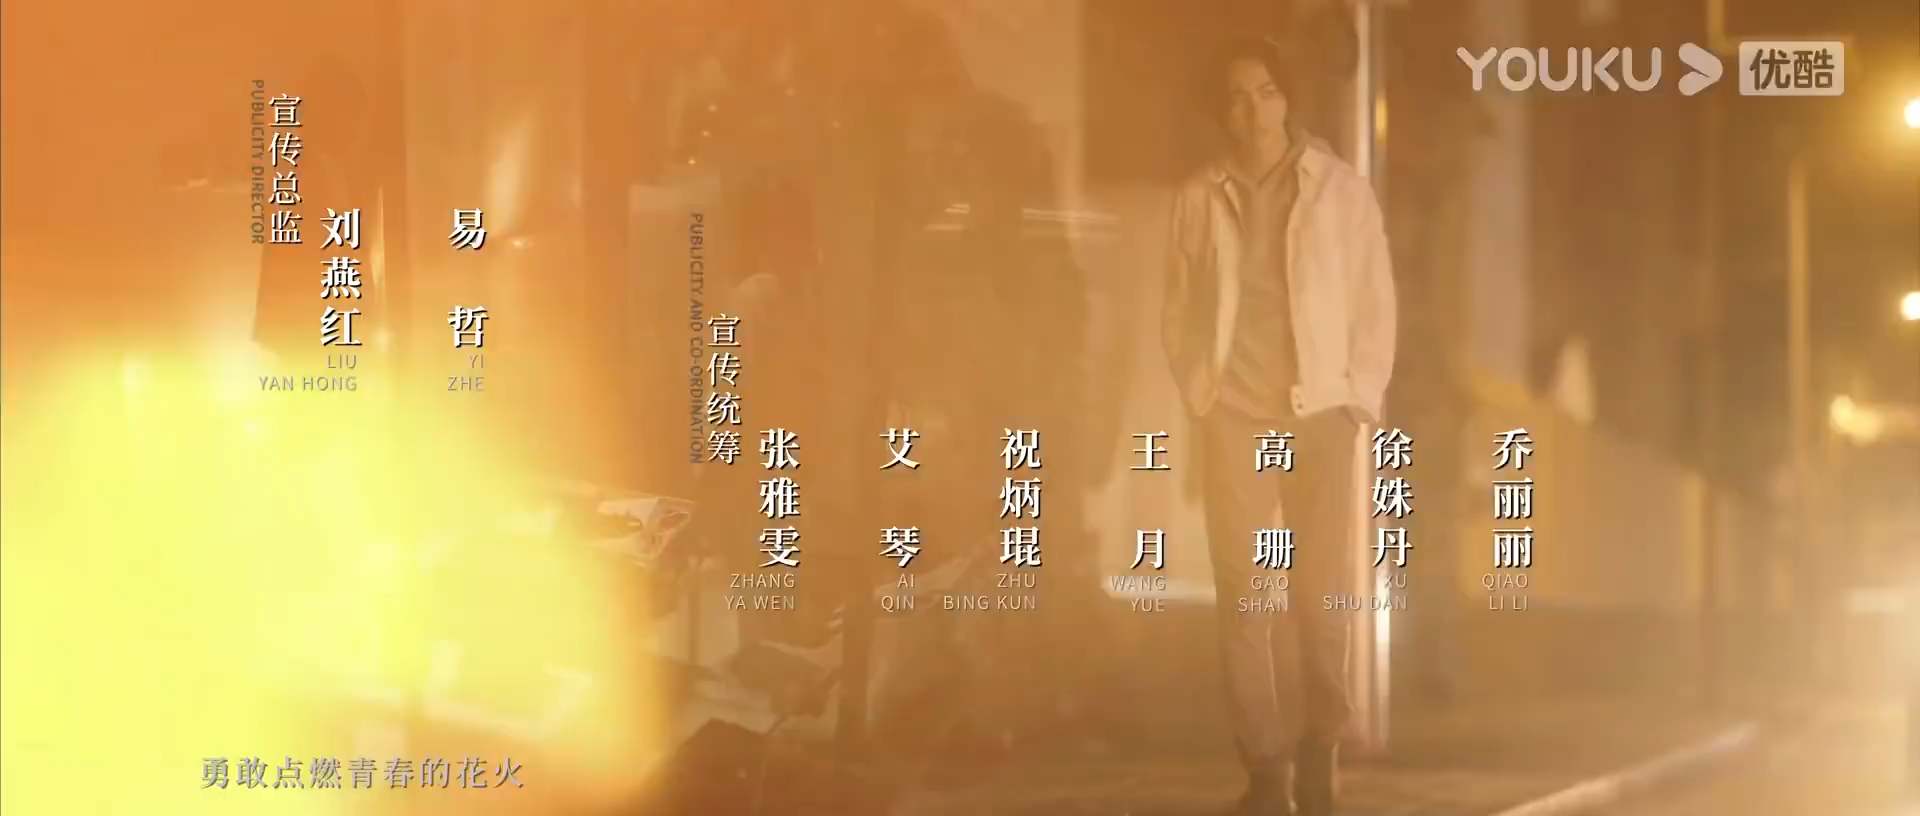 YOUKU 优酷
宣传总监
PUBLICITY DIRECTOR
刘燕红
LIU
YAN HONG
易哲
YI
ZHE
宣传统筹
PUBLICITY AND CO-ORDINATION
张雅雯
ZHANG
YA WEN
艾琴
AI
QIN
祝炳琨
ZHU
BING KUN
王月
WANG
YUE
高珊
GAO
SHAN
徐姝丹
XU
SHU DAN
乔丽丽
QIAO
LI LI
勇敢点燃青春的花火